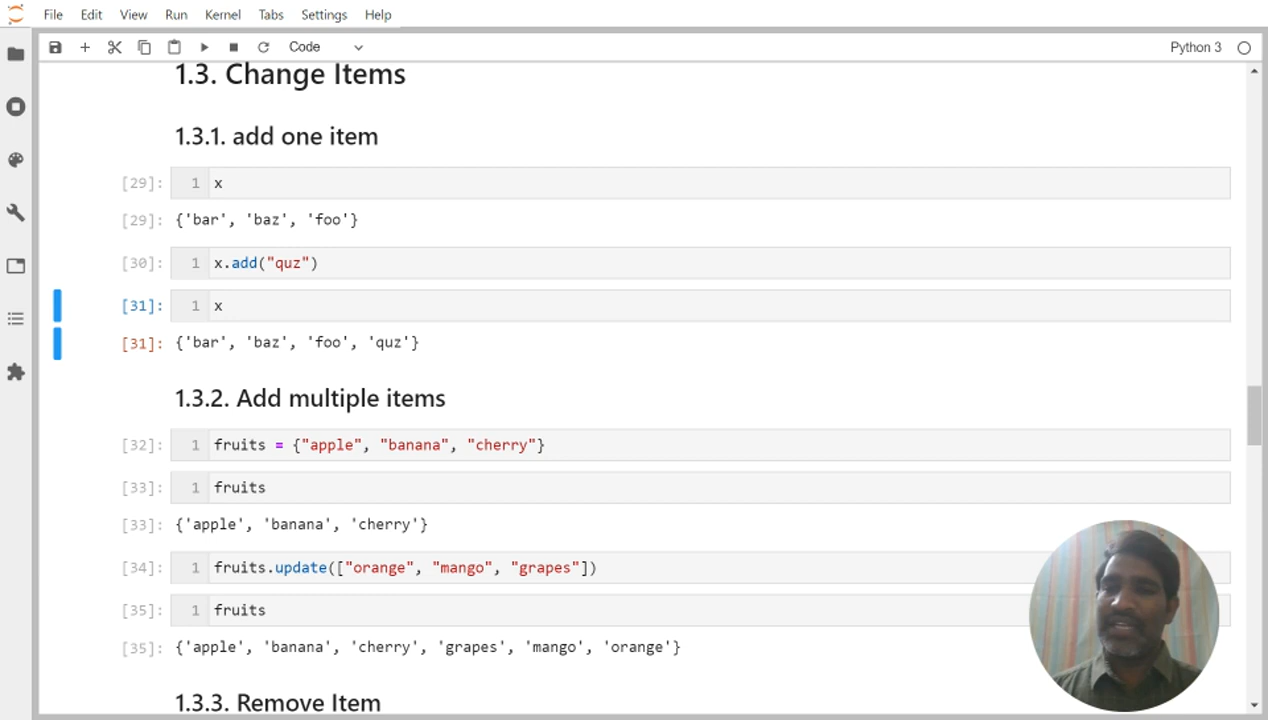 File Edit View Run Kernel Tabs Settings Help
Code Python 3
1.3. Change Items
1.3.1. add one item
[29]: 1 x
[29]: {'bar', 'baz', 'foo'}
[30]: 1 x.add("quz")
[31]: 1 x
[31]: {'bar', 'baz', 'foo', 'quz'}
1.3.2. Add multiple items
[32]: 1 fruits = {"apple", "banana", "cherry"}
[33]: 1 fruits
[33]: {'apple', 'banana', 'cherry'}
[34]: 1 fruits.update(["orange", "mango", "grapes"])
[35]: 1 fruits
[35]: {'apple', 'banana', 'cherry', 'grapes', 'mango', 'orange'}
1.3.3. Remove Item